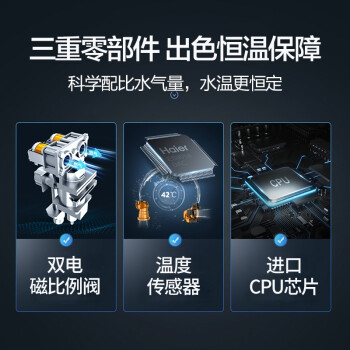 三重零部件 出色恒温保障
科学配比水气量，水温更恒定
Haier
42℃
CPU
双电
磁比例阀
温度
传感器
进口
CPU芯片